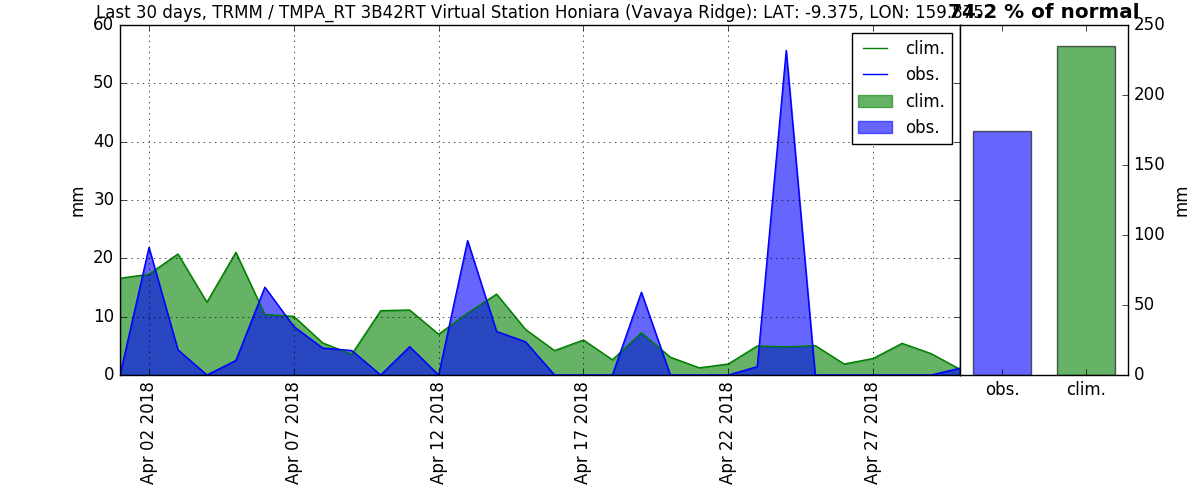 Last 30 days, TRMM / TMPA_RT 3B42RT Virtual Station Honiara (Vavaya Ridge): LAT: -9.375, LON:
74.2 % of normal
60
50
40
30
20
10
0
mm
clim.
obs.
clim.
obs.
Apr 02 2018
Apr 07 2018
Apr 12 2018
Apr 17 2018
Apr 22 2018
Apr 27 2018
250
200
150
100
50
0
mm
obs.
clim.